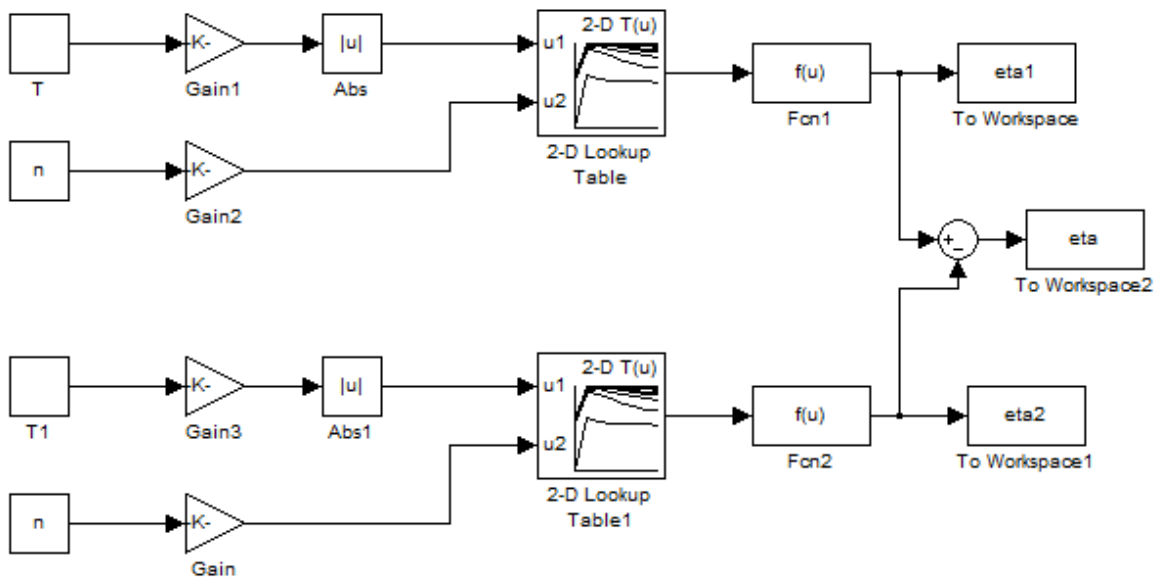 T
K-
Gain1
|u|
Abs
2-D T(u)
u1
u2
2-D Lookup
Table
f(u)
Fcn1
eta1
To Workspace
n
K-
Gain2
+
−
eta
To Workspace2
T1
K-
Gain3
|u|
Abs1
2-D T(u)
u1
u2
2-D Lookup
Table1
f(u)
Fcn2
eta2
To Workspace1
n
K-
Gain